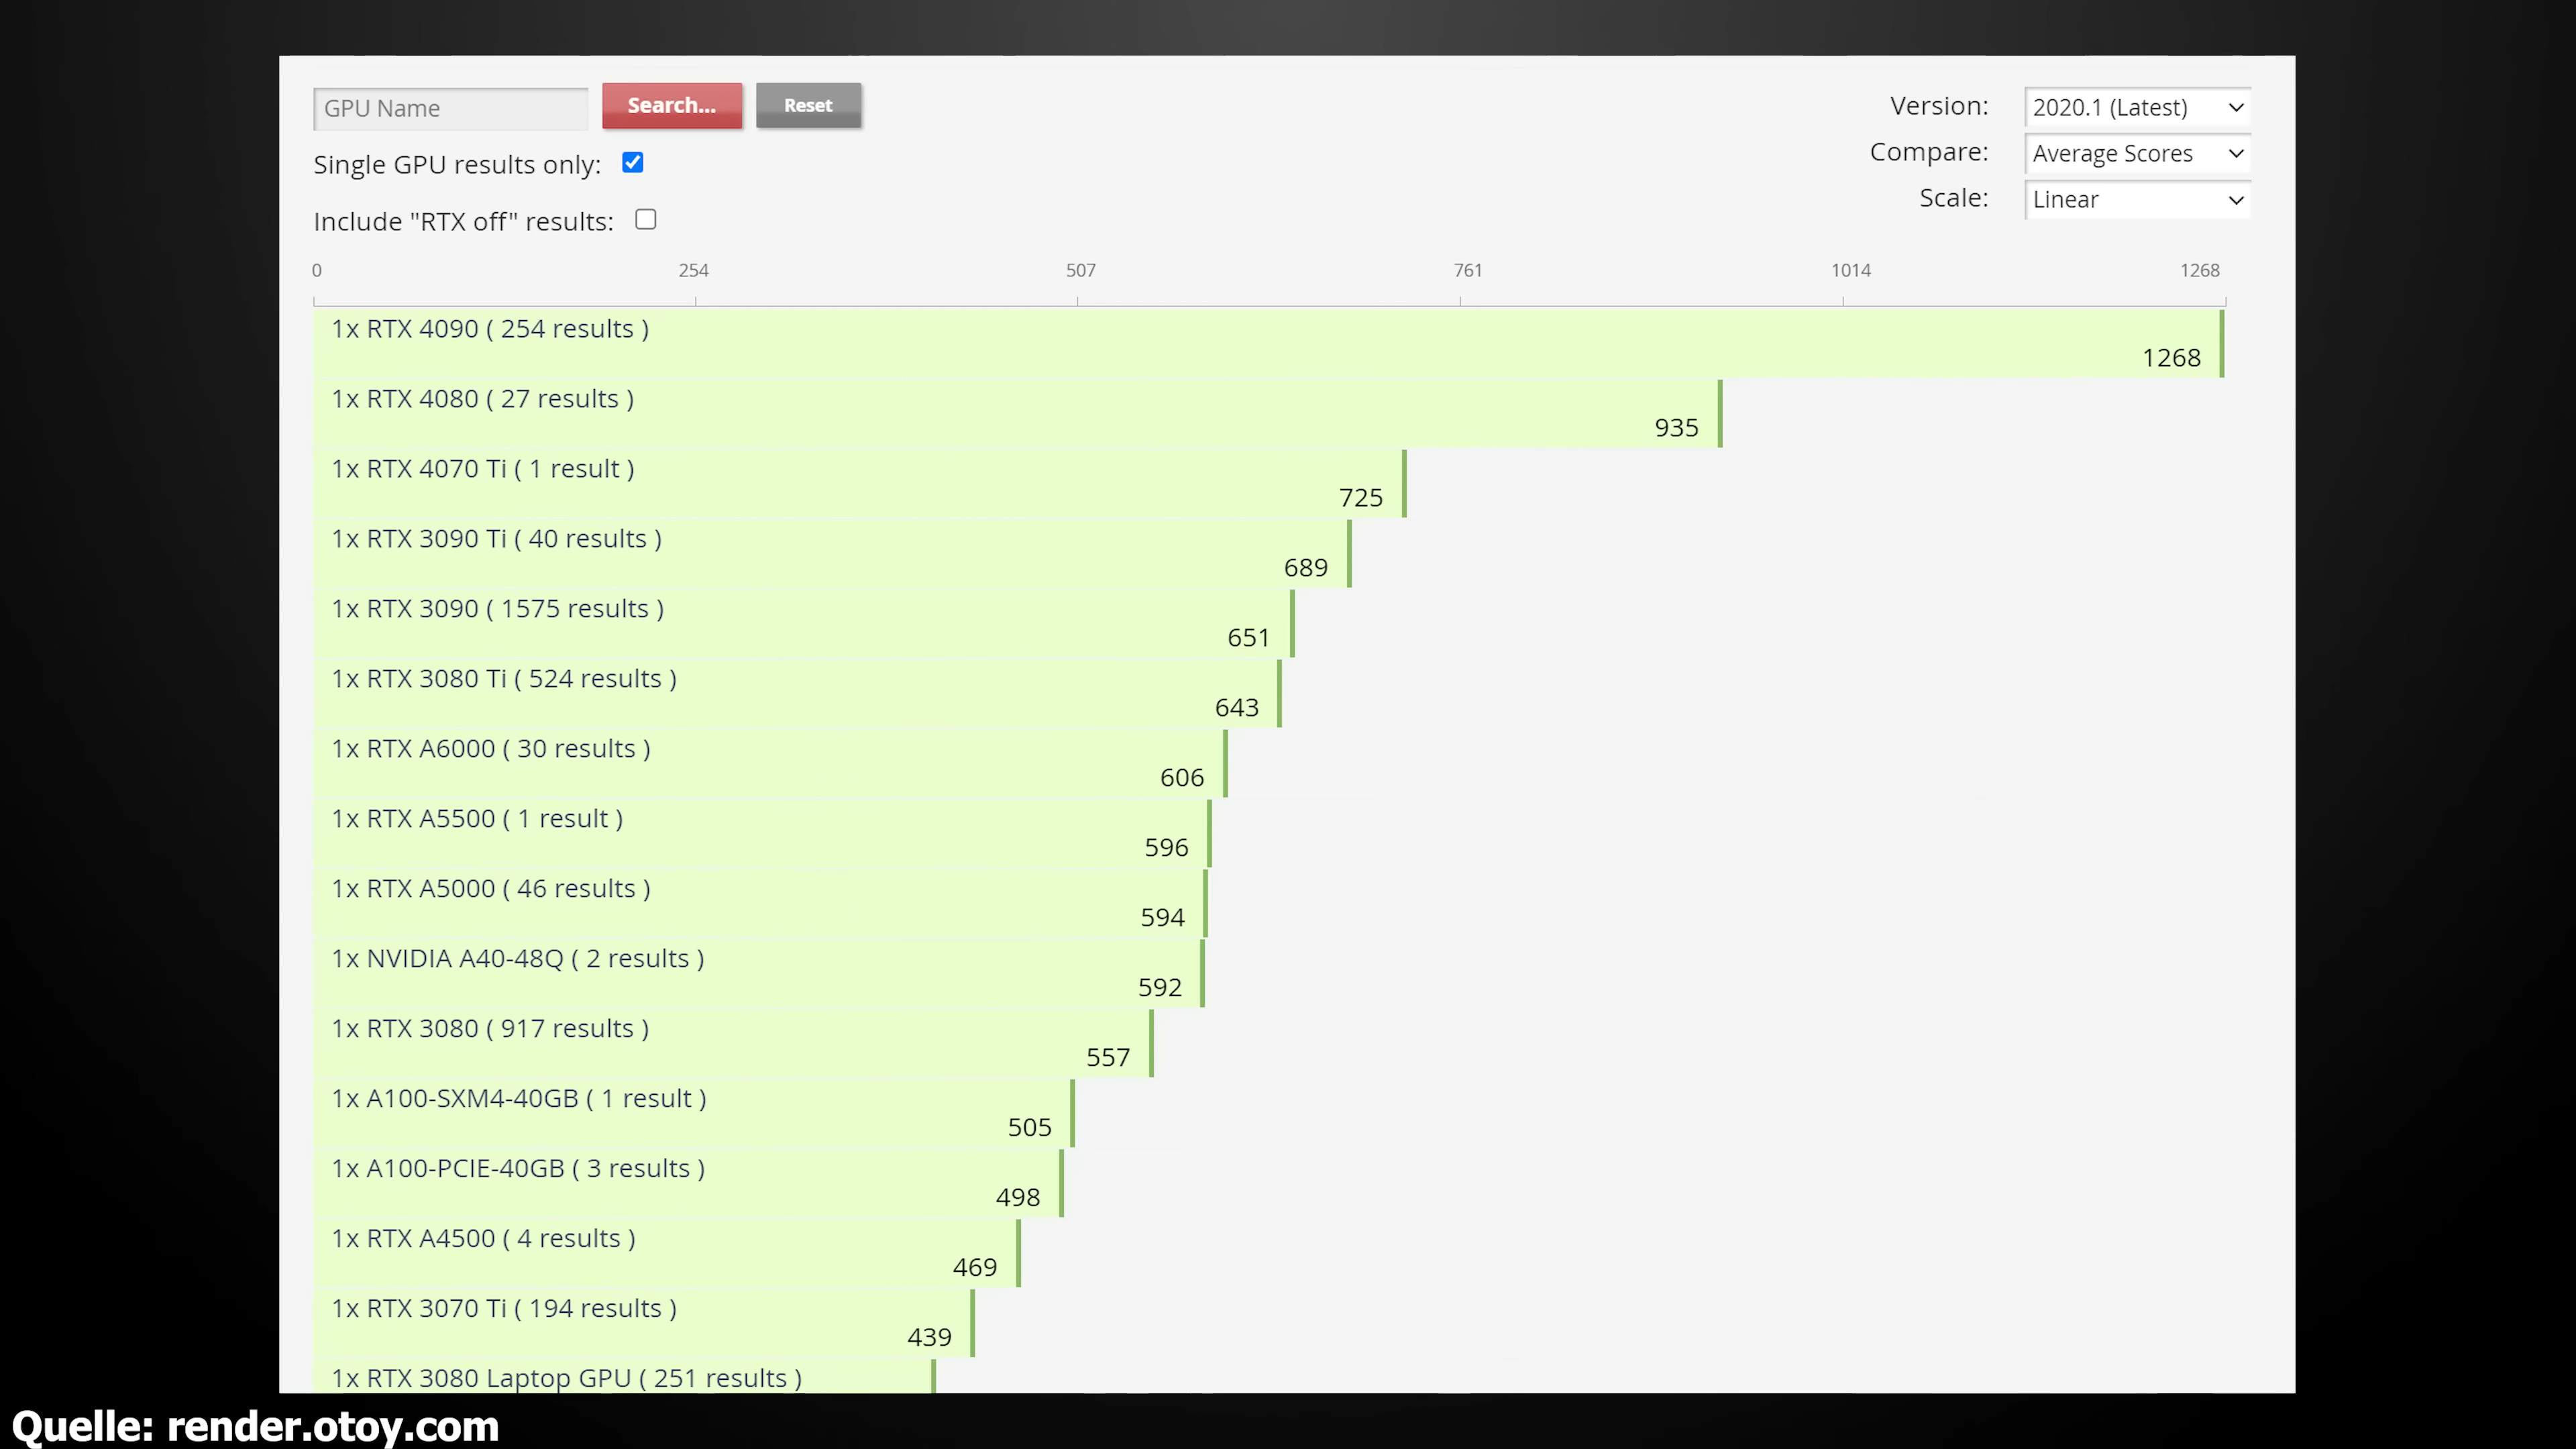 GPU Name Search... Reset Version: 2020.1 (Latest)
Single GPU results only: Compare: Average Scores
Include "RTX off" results: Scale: Linear
0 254 507 761 1014 1268
1x RTX 4090 ( 254 results )
1268
1x RTX 4080 ( 27 results )
935
1x RTX 4070 Ti ( 1 result )
725
1x RTX 3090 Ti ( 40 results )
689
1x RTX 3090 ( 1575 results )
651
1x RTX 3080 Ti ( 524 results )
643
1x RTX A6000 ( 30 results )
606
1x RTX A5500 ( 1 result )
596
1x RTX A5000 ( 46 results )
594
1x NVIDIA A40-48Q ( 2 results )
592
1x RTX 3080 ( 917 results )
557
1x A100-SXM4-40GB ( 1 result )
505
1x A100-PCIE-40GB ( 3 results )
498
1x RTX A4500 ( 4 results )
469
1x RTX 3070 Ti ( 194 results )
439
1x RTX 3080 Laptop GPU ( 251 results )
Quelle: render.otoy.com